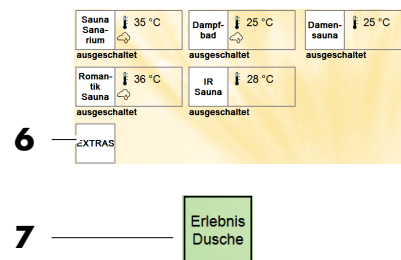 Sauna
Sana-
rium
35 °C
ausgeschaltet
Dampf-
bad
25 °C
ausgeschaltet
Damen-
sauna
25 °C
ausgeschaltet
Roman-
tik
Sauna
36 °C
ausgeschaltet
IR
Sauna
28 °C
ausgeschaltet
6
EXTRAS
7
Erlebnis
Dusche